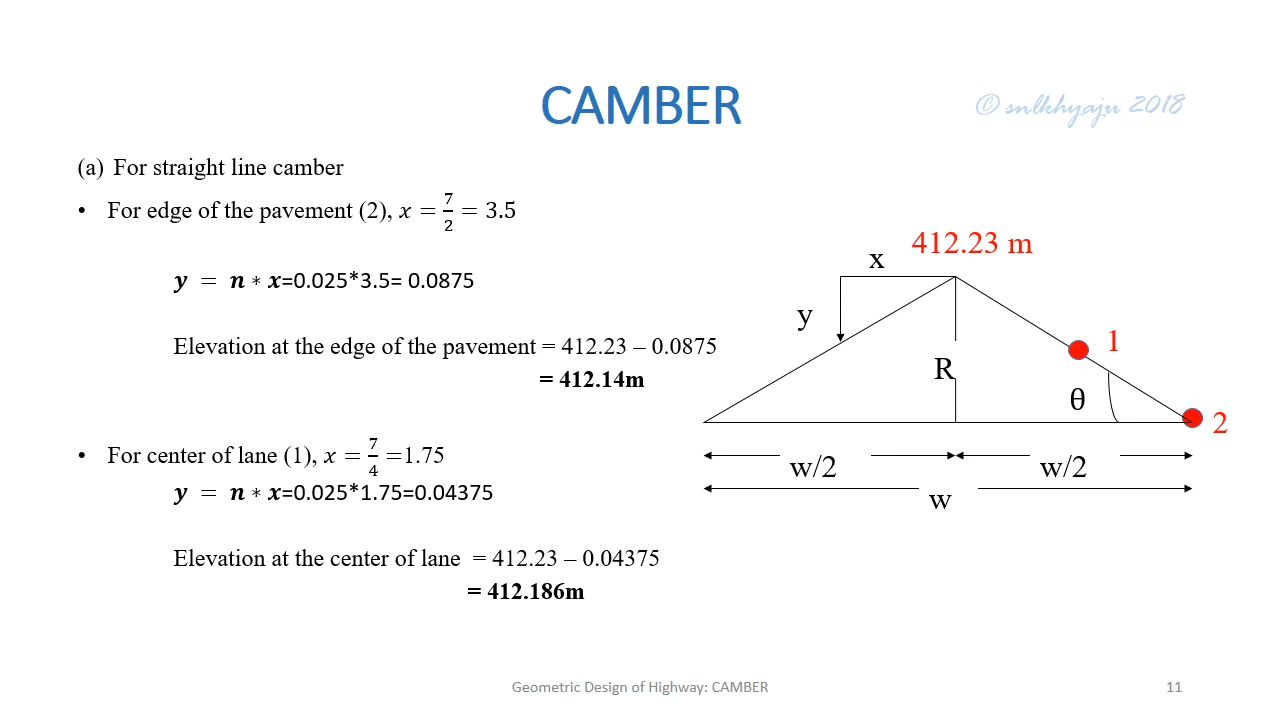 CAMBER
© snlkhyaju 2018
(a) For straight line camber
• For edge of the pavement (2), x = 7/2 = 3.5
y = n * x=0.025*3.5= 0.0875
Elevation at the edge of the pavement = 412.23 – 0.0875
= 412.14m
• For center of lane (1), x = 7/4 =1.75
y = n * x=0.025*1.75=0.04375
Elevation at the center of lane = 412.23 – 0.04375
= 412.186m
412.23 m
x
y
1
R
θ
2
w/2
w/2
w
Geometric Design of Highway: CAMBER
11